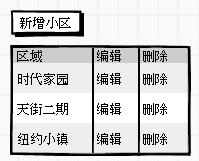 新增小区
区域 编辑 删除
时代家园 编辑 删除
天街二期 编辑 删除
纽约小镇 编辑 删除